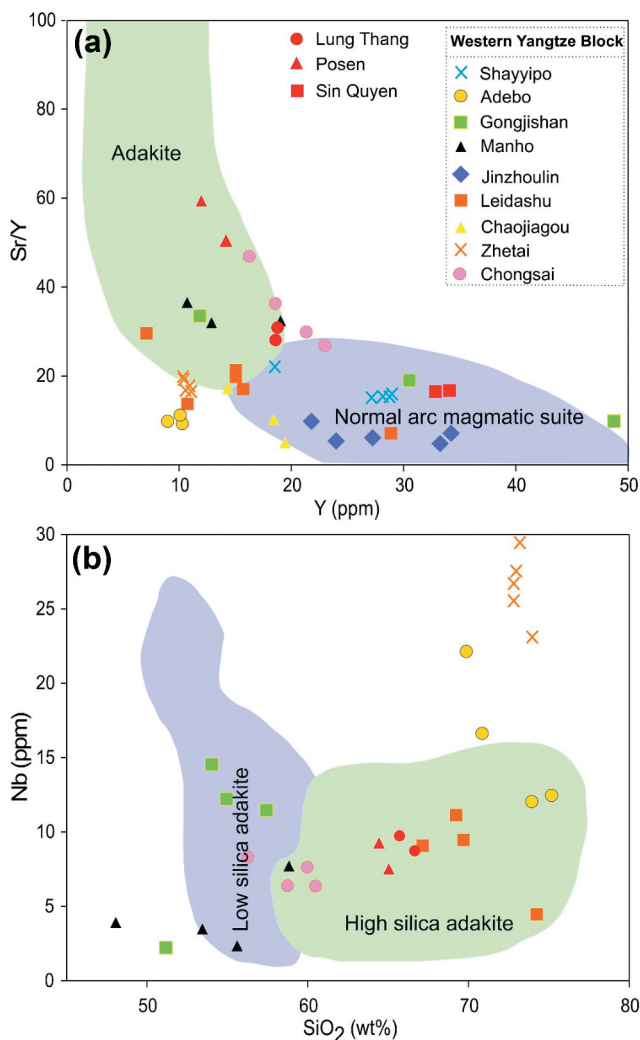 (a)
Lung Thang
Posen
Sin Quyen
Western Yangtze Block
Shayyipo
Adebo
Gongjishan
Manho
Jinzhoulin
Leidashu
Chaojiagou
Zhetai
Chongsai
Adakite
Normal arc magmatic suite
Sr/Y
100
80
60
40
20
0
0 10 20 30 40 50
Y (ppm)
(b)
Nb (ppm)
30
25
20
15
10
5
0
Low silica adakite
High silica adakite
50 60 70 80
SiO2 (wt%)